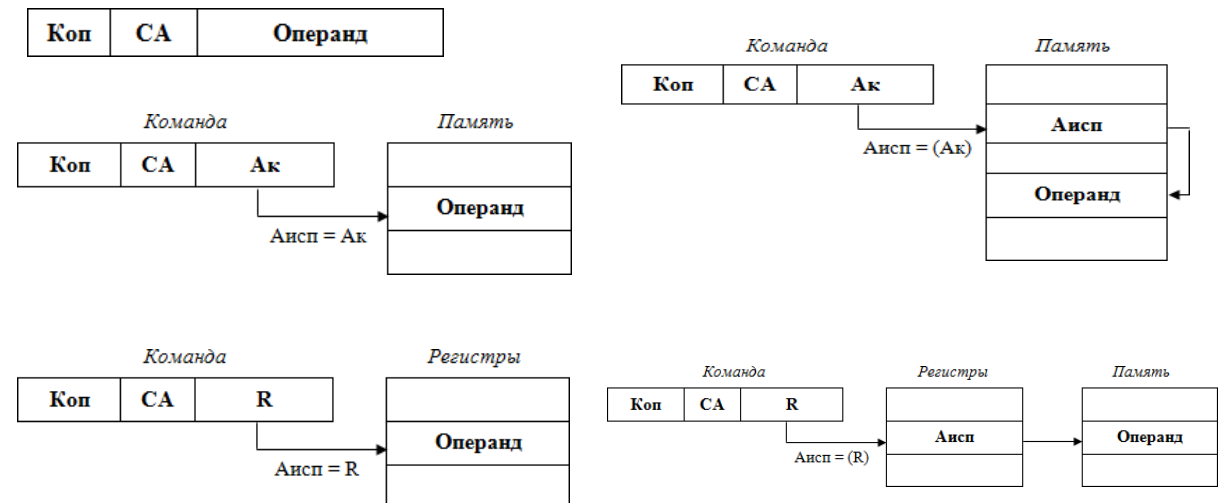 Коп СА Операнд
Команда Память
Коп СА Ак
Операнд
Аисп = Ак
Команда Память
Коп СА Ак
Аисп
Аисп = (Ак)
Операнд
Команда Регистры
Коп СА R
Операнд
Аисп = R
Команда Регистры Память
Коп СА R
Аисп Операнд
Аисп = (R)